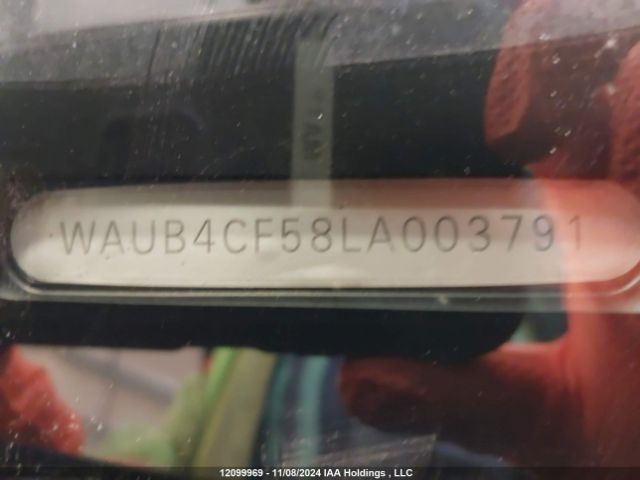 WAUB4CF58LA003791
12099969 - 11/08/2024 IAA Holdings , LLC